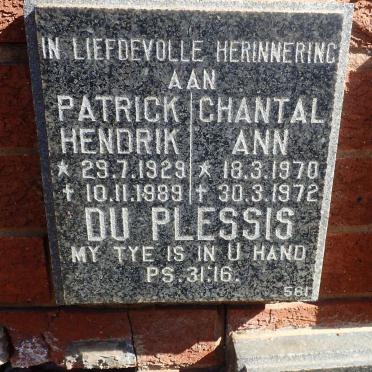 IN LIEFDEVOLLE HERINNERING
AAN
PATRICK CHANTAL
HENDRIK ANN
* 29.7.1929 * 18.3.1970
† 10.11.1989 † 30.3.1972
DU PLESSIS
MY TYE IS IN U HAND
PS. 31:16.
561